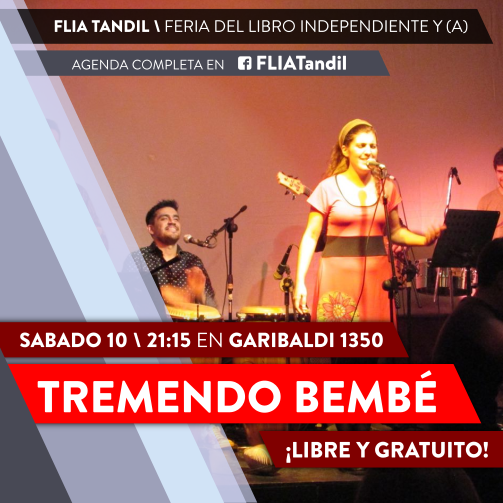 FLIA TANDIL \ FERIA DEL LIBRO INDEPENDIENTE Y (A)
AGENDA COMPLETA EN FLIATandil
SABADO 10 \ 21:15 EN GARIBALDI 1350
TREMENDO BEMBÉ
¡LIBRE Y GRATUITO!